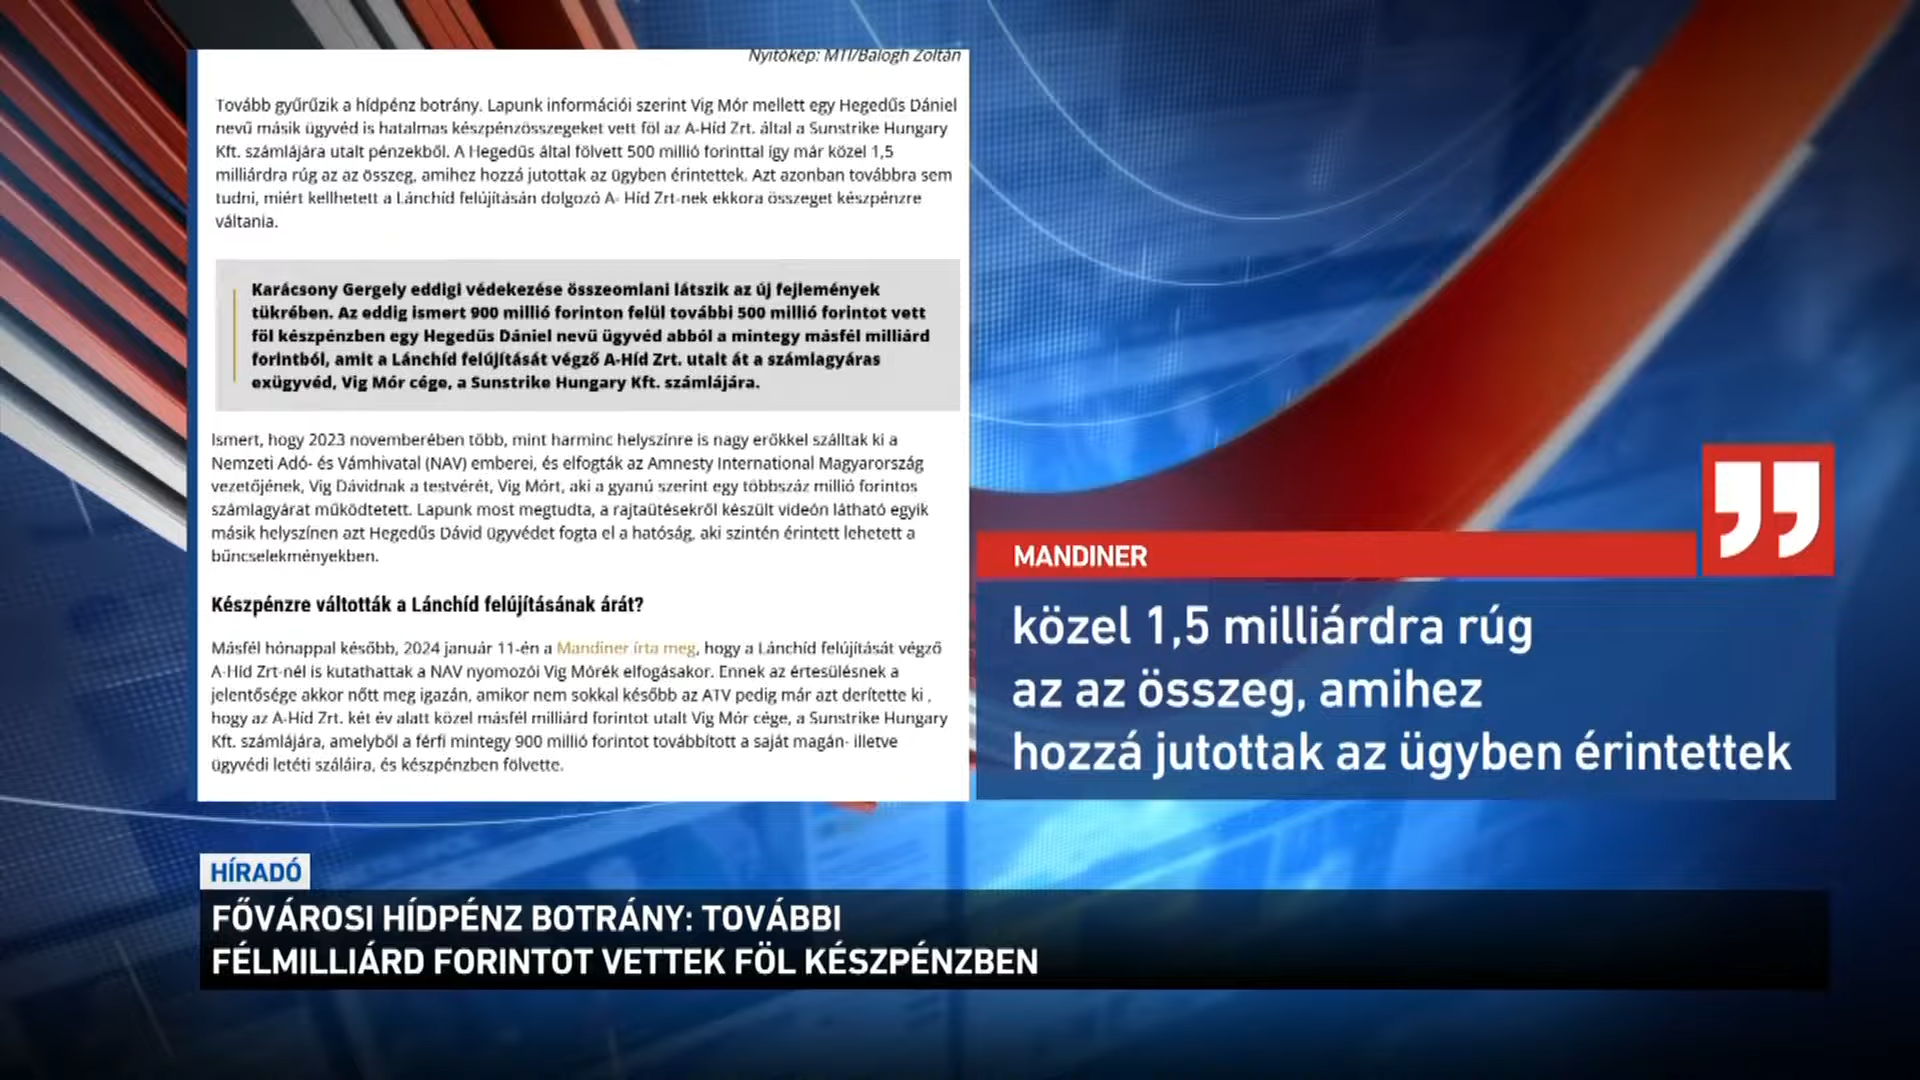 Nyitókép: MTI/Balogh Zoltán
Tovább gyűrűzik a hídpénz botrány. Lapunk információi szerint Vig Mór mellett egy Hegedűs Dániel
nevű másik ügyvéd is hatalmas készpénzösszegeket vett föl az A-Híd Zrt. által a Sunstrike Hungary
Kft. számlájára utalt pénzekből. A Hegedűs által fölvett 500 millió forinttal így már közel 1,5
milliárdra rúg az az összeg, amihez hozzá jutottak az ügyben érintettek. Azt azonban továbbra sem
tudni, miért kellhetett a Lánchíd felújításán dolgozó A- Híd Zrt-nek ekkora összeget készpénzre
váltania.
Karácsony Gergely eddigi védekezése összeomlani látszik az új fejlemények
tükrében. Az eddig ismert 900 millió forinton felül további 500 millió forintot vett
föl készpénzben egy Hegedűs Dániel nevű ügyvéd abból a mintegy másfél milliárd
forintból, amit a Lánchíd felújítását végző A-Híd Zrt. utalt át a számlagyáras
exügyvéd, Vig Mór cége, a Sunstrike Hungary Kft. számlájára.
Ismert, hogy 2023 novemberében több, mint harminc helyszínre is nagy erőkkel szálltak ki a
Nemzeti Adó- és Vámhivatal (NAV) emberei, és elfogták az Amnesty International Magyarország
vezetőjének, Vig Dávidnak a testvérét, Vig Mórt, aki a gyanú szerint egy többszáz millió forintos
számlagyárat működtetett. Lapunk most megtudta, a rajtaütésekről készült videón látható egyik
másik helyszínen azt Hegedűs Dávid ügyvédet fogta el a hatóság, aki szintén érintett lehetett a
bűncselekményekben.
Készpénzre váltották a Lánchíd felújításának árát?
Másfél hónappal később, 2024 január 11-én a Mandiner írta meg, hogy a Lánchíd felújítását végző
A-Híd Zrt-nél is kutathattak a NAV nyomozói Vig Mórék elfogásakor. Ennek az értesülésnek a
jelentősége akkor nőtt meg igazán, amikor nem sokkal később az ATV pedig már azt derítette ki ,
hogy az A-Híd Zrt. két év alatt közel másfél milliárd forintot utalt Vig Mór cége, a Sunstrike Hungary
Kft. számlájára, amelyből a férfi mintegy 900 millió forintot továbbított a saját magán- illetve
ügyvédi letéti száláira, és készpénzben fölvette.
MANDINER
közel 1,5 milliárdra rúg
az az összeg, amihez
hozzá jutottak az ügyben érintettek
HÍRADÓ
FŐVÁROSI HÍDPÉNZ BOTRÁNY: TOVÁBBI
FÉLMILLIÁRD FORINTOT VETTEK FÖL KÉSZPÉNZBEN